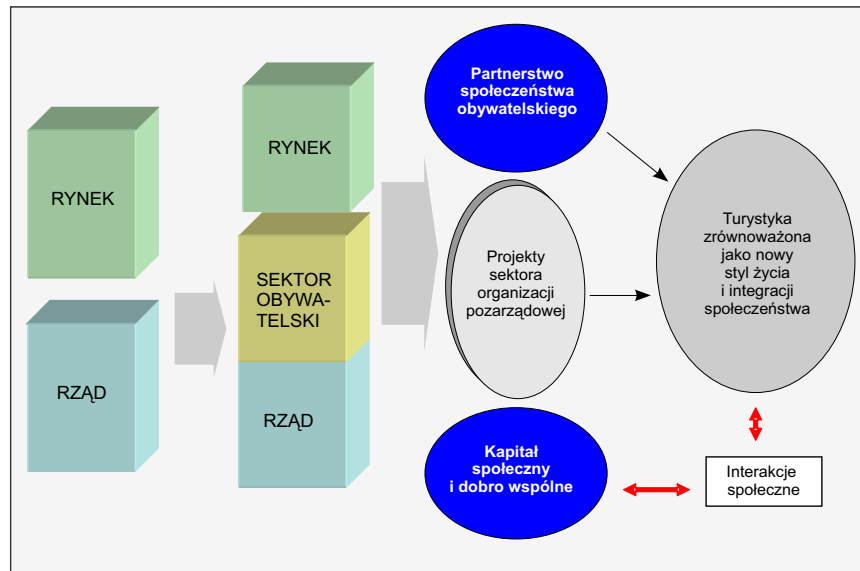 RYNEK
RZĄD
RYNEK
SEKTOR
OBYWA-
TELSKI
RZĄD
Partnerstwo
społeczeństwa
obywatelskiego
Projekty
sektora
organizacji
pozarządowej
Kapitał
społeczny
i dobro wspólne
Turystyka
zrównoważona
jako nowy
styl życia
i integracji
społeczeństwa
Interakcje
społeczne